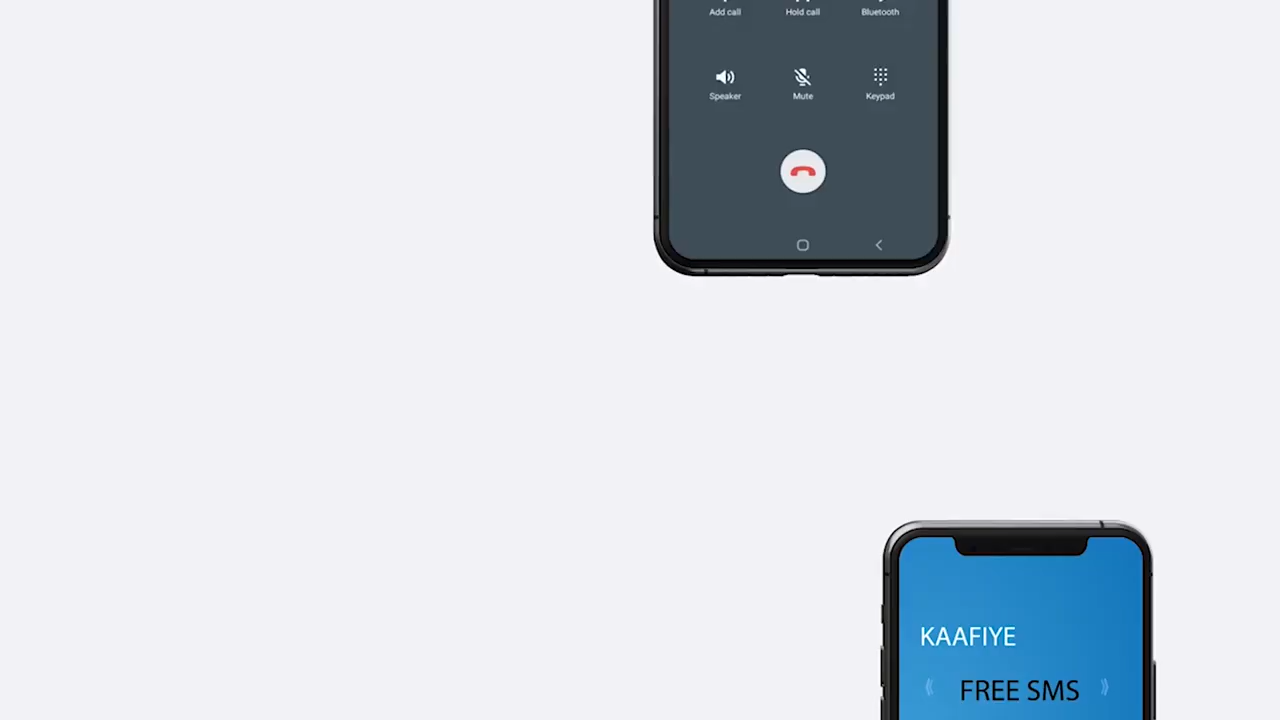 Add call Hold call Bluetooth
Speaker Mute Keypad
KAAFIYE
FREE SMS